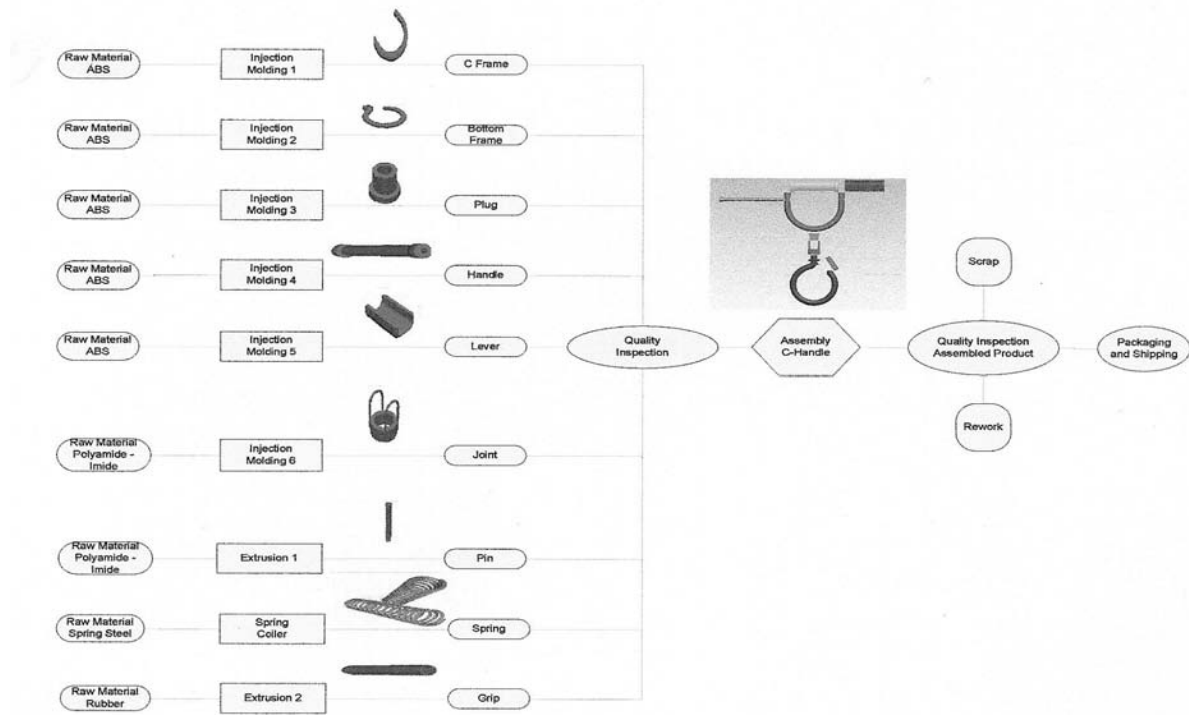 Raw Material
ABS
Injection
Molding 1
C Frame
Raw Material
ABS
Injection
Molding 2
Bottom
Frame
Raw Material
ABS
Injection
Molding 3
Plug
Raw Material
ABS
Injection
Molding 4
Handle
Raw Material
ABS
Injection
Molding 5
Lever
Raw Material
Polyamide -
Imide
Injection
Molding 6
Joint
Raw Material
Polyamide -
Imide
Extrusion 1
Pin
Raw Material
Spring Steel
Spring
Coiler
Spring
Raw Material
Rubber
Extrusion 2
Grip
Quality
Inspection
Assembly
C-Handle
Scrap
Quality Inspection
Assembled Product
Rework
Packaging
and Shipping